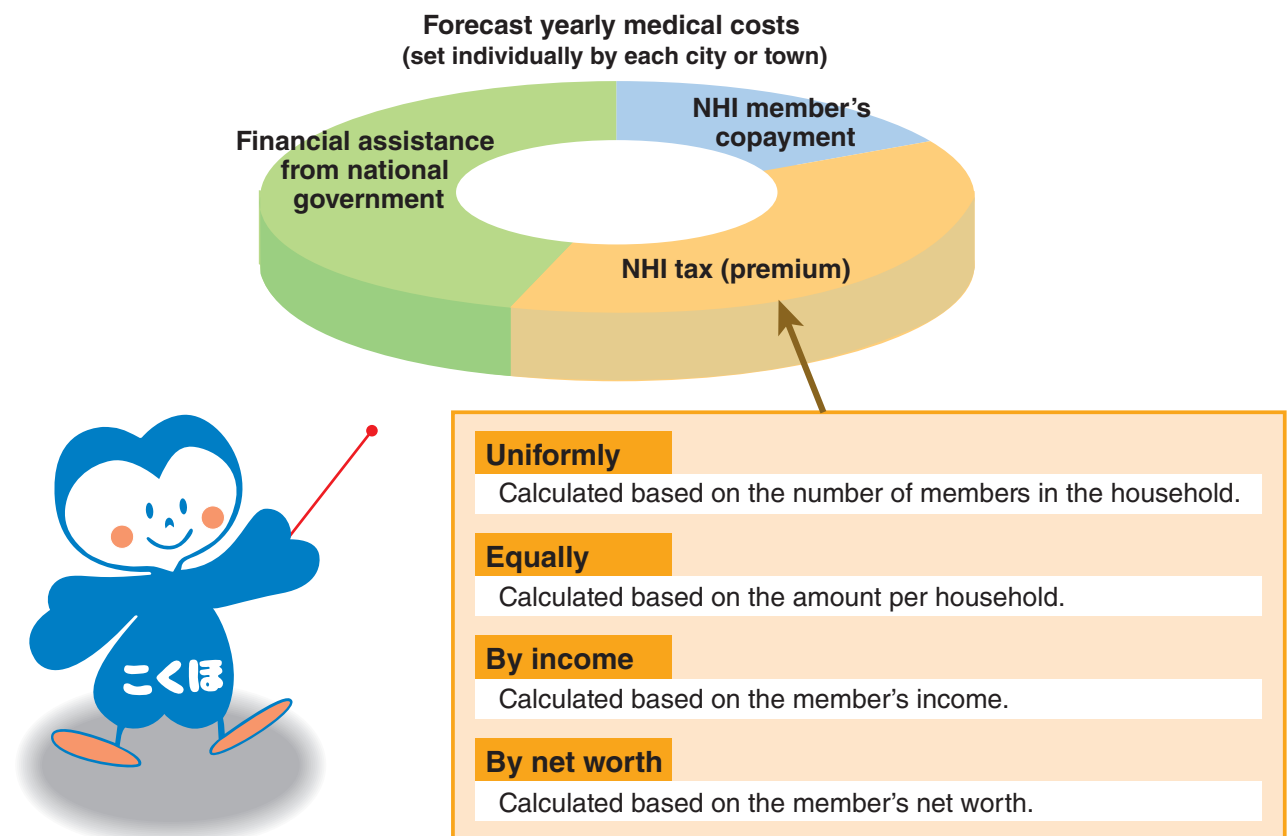 Forecast yearly medical costs
(set individually by each city or town)
NHI member’s
copayment
Financial assistance
from national
government
NHI tax (premium)
Uniformly
Calculated based on the number of members in the household.
Equally
Calculated based on the amount per household.
By income
Calculated based on the member’s income.
By net worth
Calculated based on the member’s net worth.
こくほ